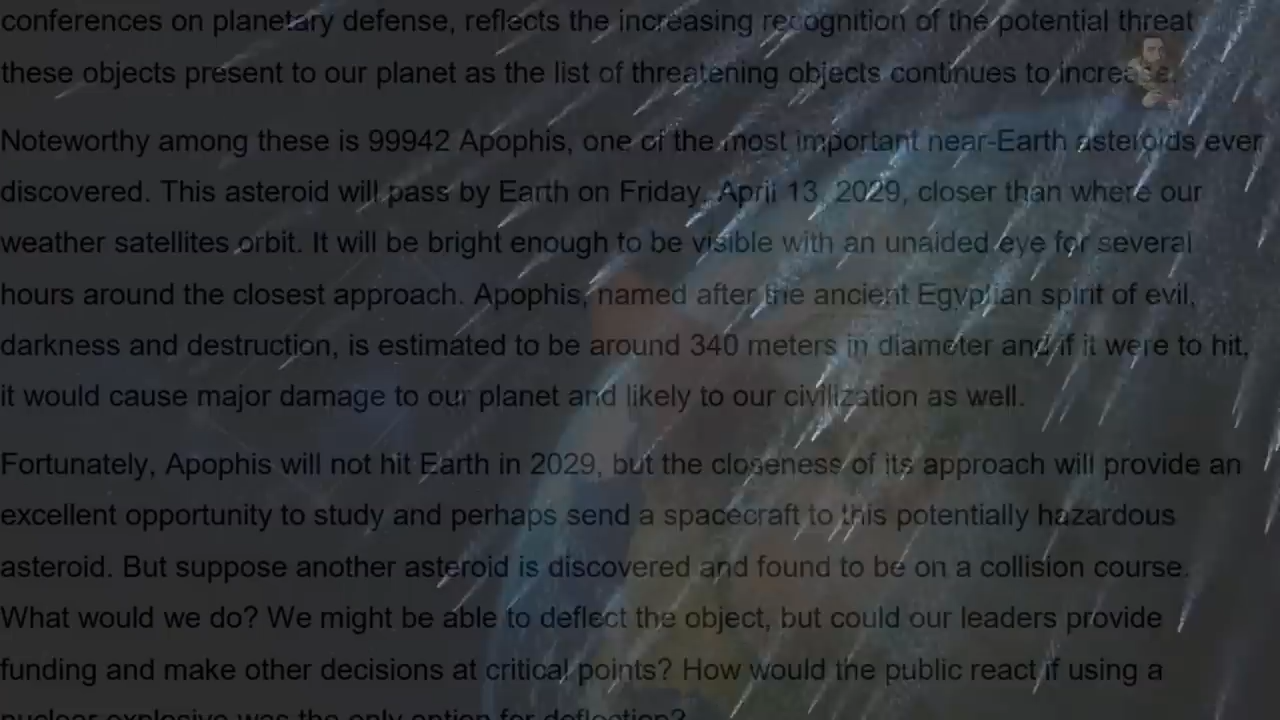 conferences on planetary defense, reflects the increasing recognition of the potential threat
these objects present to our planet as the list of threatening objects continues to increase.
Noteworthy among these is 99942 Apophis, one of the most important near-Earth asteroids ever
discovered. This asteroid will pass by Earth on Friday, April 13, 2029, closer than where our
weather satellites orbit. It will be bright enough to be visible with an unaided eye for several
hours around the closest approach. Apophis, named after the ancient Egyptian spirit of evil,
darkness and destruction, is estimated to be around 340 meters in diameter and if it were to hit,
it would cause major damage to our planet and likely to our civilization as well.
Fortunately, Apophis will not hit Earth in 2029, but the closeness of its approach will provide an
excellent opportunity to study and perhaps send a spacecraft to this potentially hazardous
asteroid. But suppose another asteroid is discovered and found to be on a collision course.
What would we do? We might be able to deflect the object, but could our leaders provide
funding and make other decisions at critical points? How would the public react if using a
nuclear explosive was the only option for deflection?